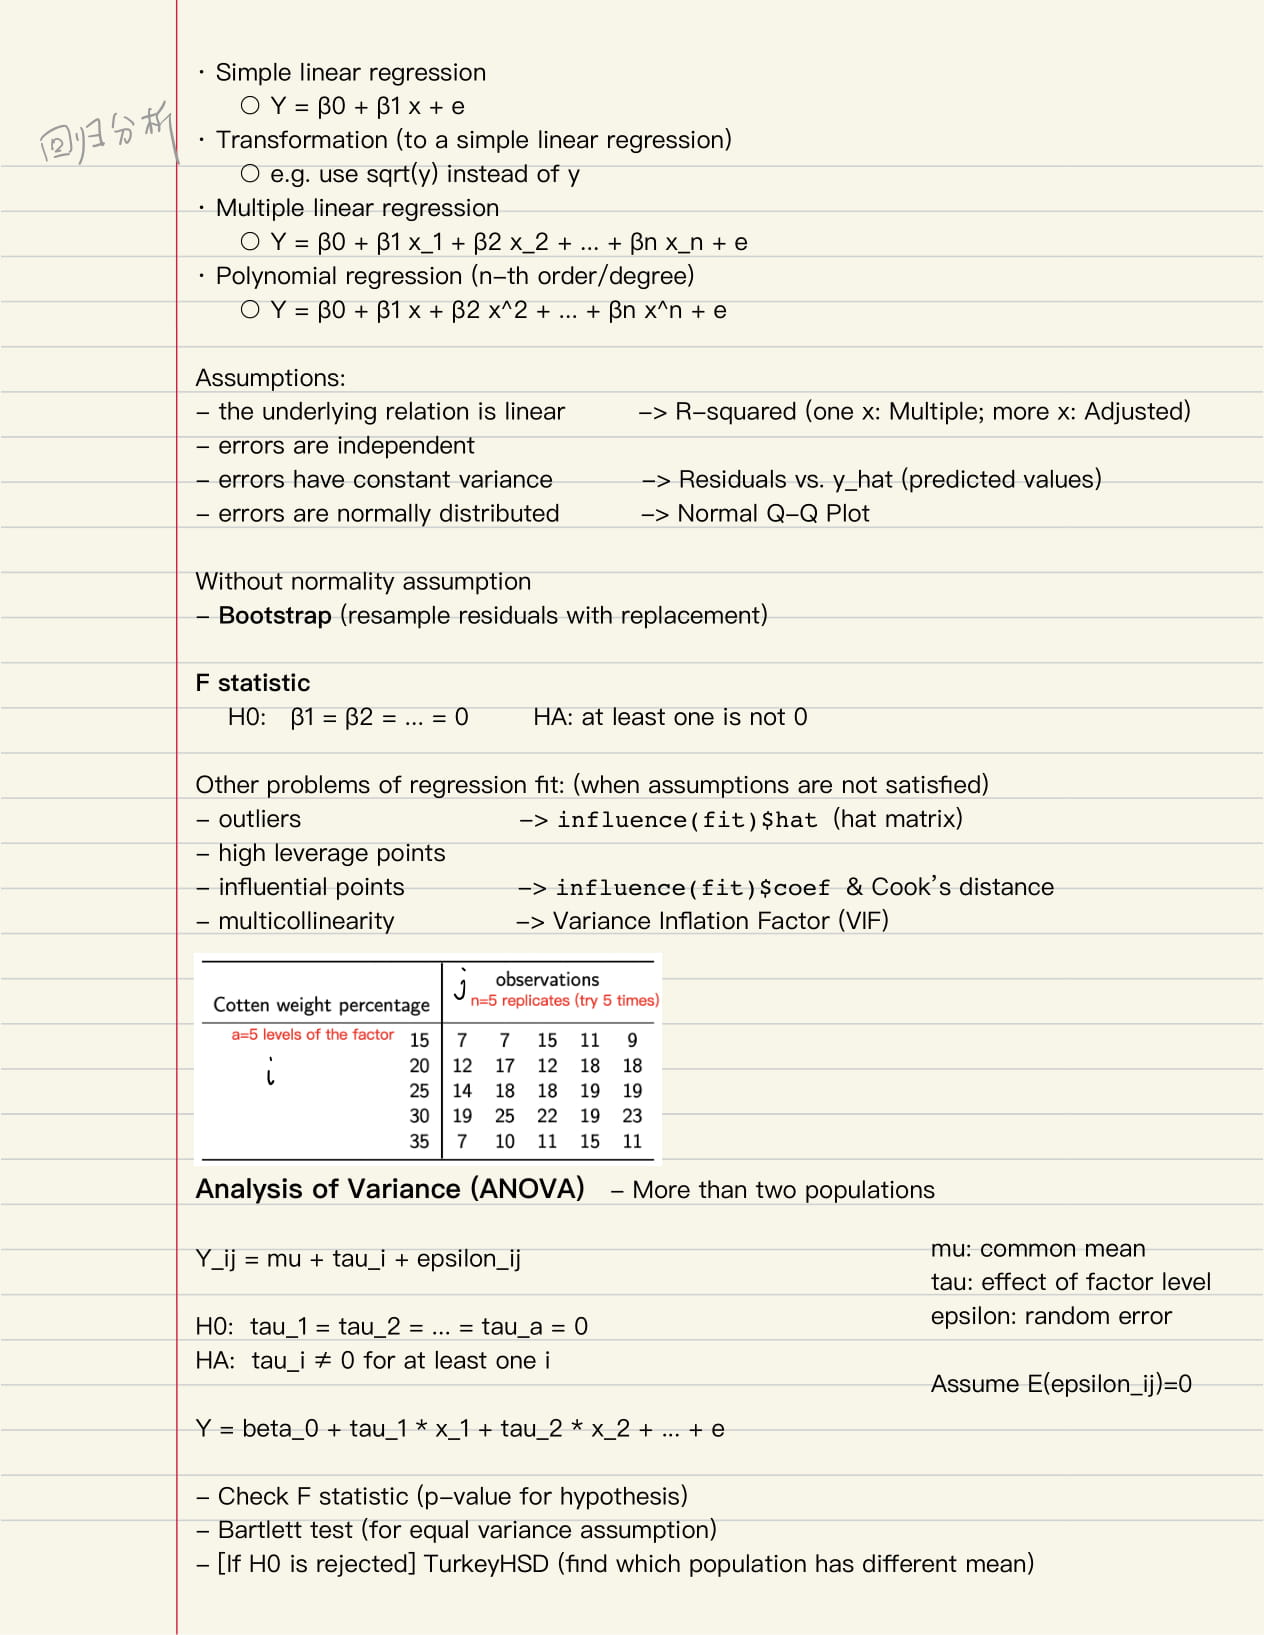 · Simple linear regression
○ Y = β0 + β1 x + e
回归分析
· Transformation (to a simple linear regression)
○ e.g. use sqrt(y) instead of y
· Multiple linear regression
○ Y = β0 + β1 x_1 + β2 x_2 + ... + βn x_n + e
· Polynomial regression (n-th order/degree)
○ Y = β0 + β1 x + β2 x^2 + ... + βn x^n + e
Assumptions:
- the underlying relation is linear -> R-squared (one x: Multiple; more x: Adjusted)
- errors are independent
- errors have constant variance -> Residuals vs. y_hat (predicted values)
- errors are normally distributed -> Normal Q-Q Plot
Without normality assumption
- Bootstrap (resample residuals with replacement)
F statistic
H0: β1 = β2 = ... = 0 HA: at least one is not 0
Other problems of regression fit: (when assumptions are not satisfied)
- outliers -> influence(fit)$hat (hat matrix)
- high leverage points
- influential points -> influence(fit)$coef & Cook's distance
- multicollinearity -> Variance Inflation Factor (VIF)
j observations
Cotten weight percentage n=5 replicates (try 5 times)
a=5 levels of the factor 15 7 7 15 11 9
i 20 12 17 12 18 18
25 14 18 18 19 19
30 19 25 22 19 23
35 7 10 11 15 11
Analysis of Variance (ANOVA) - More than two populations
Y_ij = mu + tau_i + epsilon_ij
mu: common mean
tau: effect of factor level
epsilon: random error
H0: tau_1 = tau_2 = ... = tau_a = 0
HA: tau_i ≠ 0 for at least one i
Assume E(epsilon_ij)=0
Y = beta_0 + tau_1 * x_1 + tau_2 * x_2 + ... + e
- Check F statistic (p-value for hypothesis)
- Bartlett test (for equal variance assumption)
- [If H0 is rejected] TurkeyHSD (find which population has different mean)